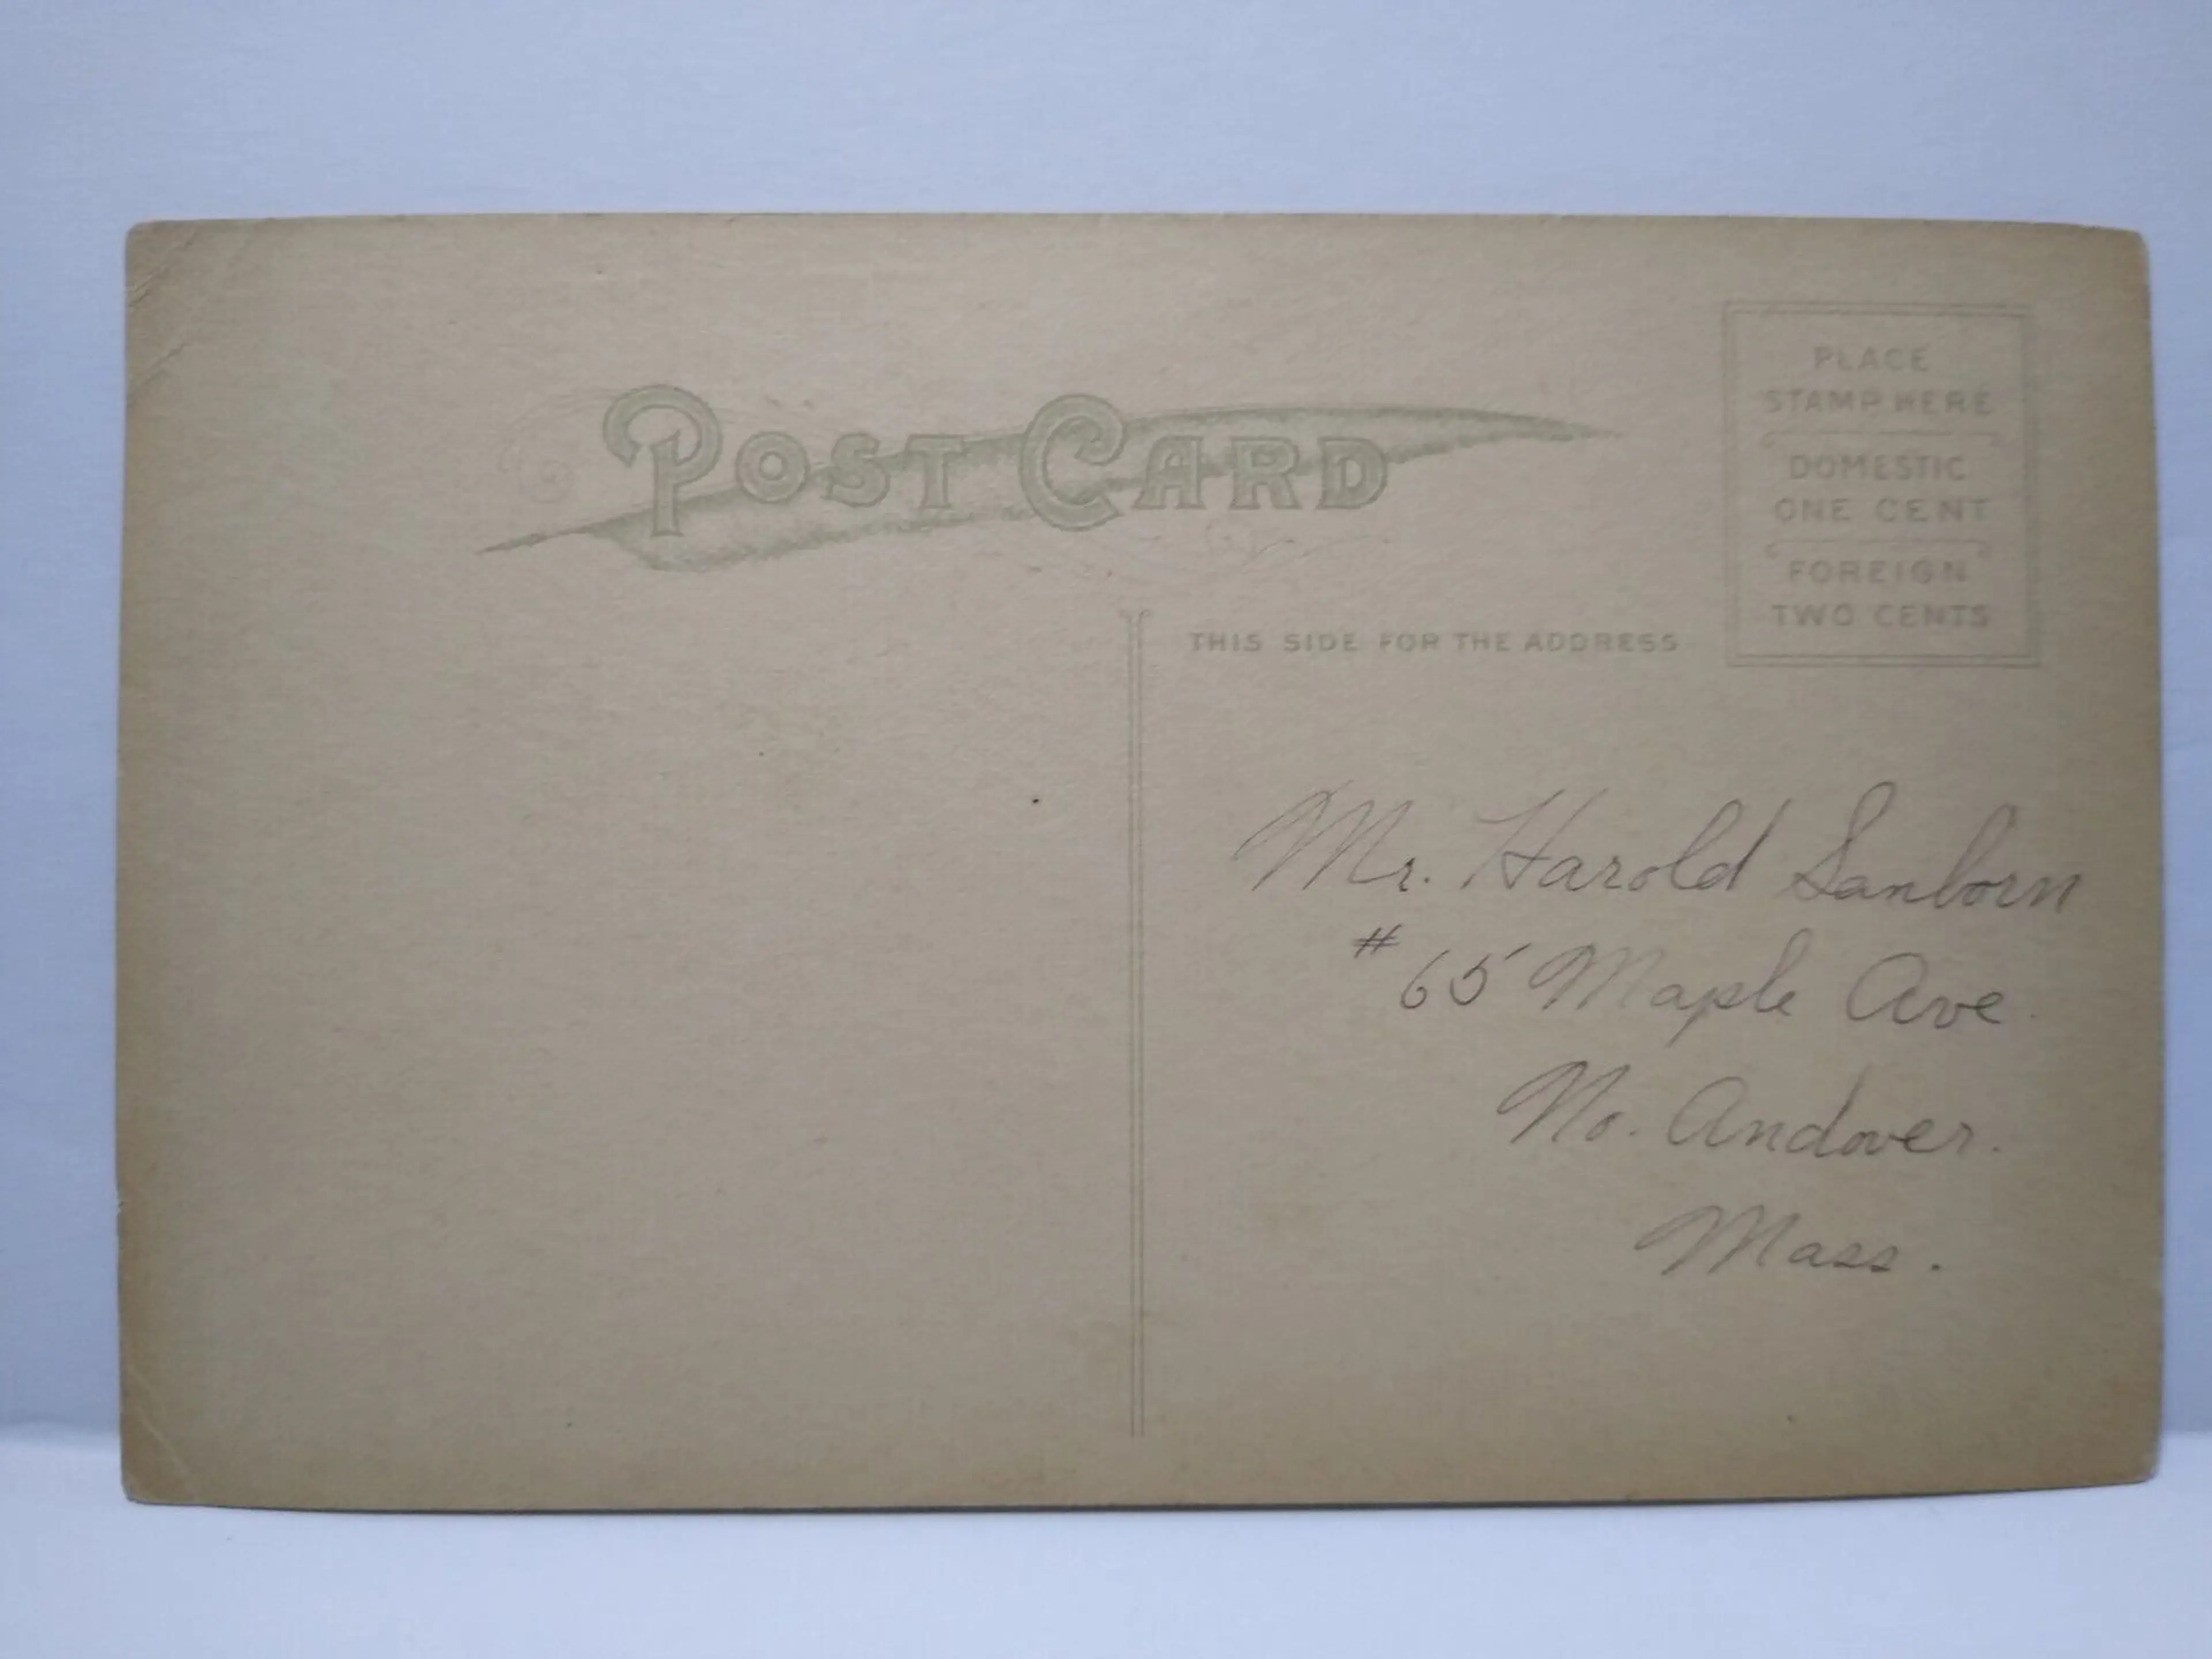 POST CARD
PLACE
STAMP HERE
DOMESTIC
ONE CENT
FOREIGN
TWO CENTS
THIS SIDE FOR THE ADDRESS
Mr. Harold Sanborn
# 65 Maple Ave.
No. Andover.
Mass.